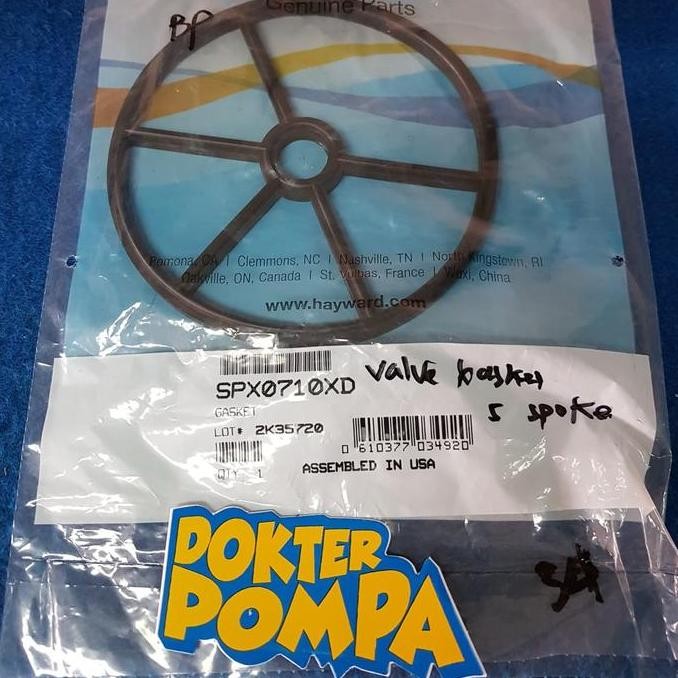 Genuine Parts
BP
Pomona, CA | Clemmons, NC | Nashville, TN | North Kingstown, RI
Oakville, ON, Canada | St. Vulbas, France | Wuxi, China
www.hayward.com
SPX0710XD
valve basket
GASKET
5 spoke
LOT# 2K35720
0 610377 034920
QTY 1
ASSEMBLED IN USA
DOKTER
POMPA